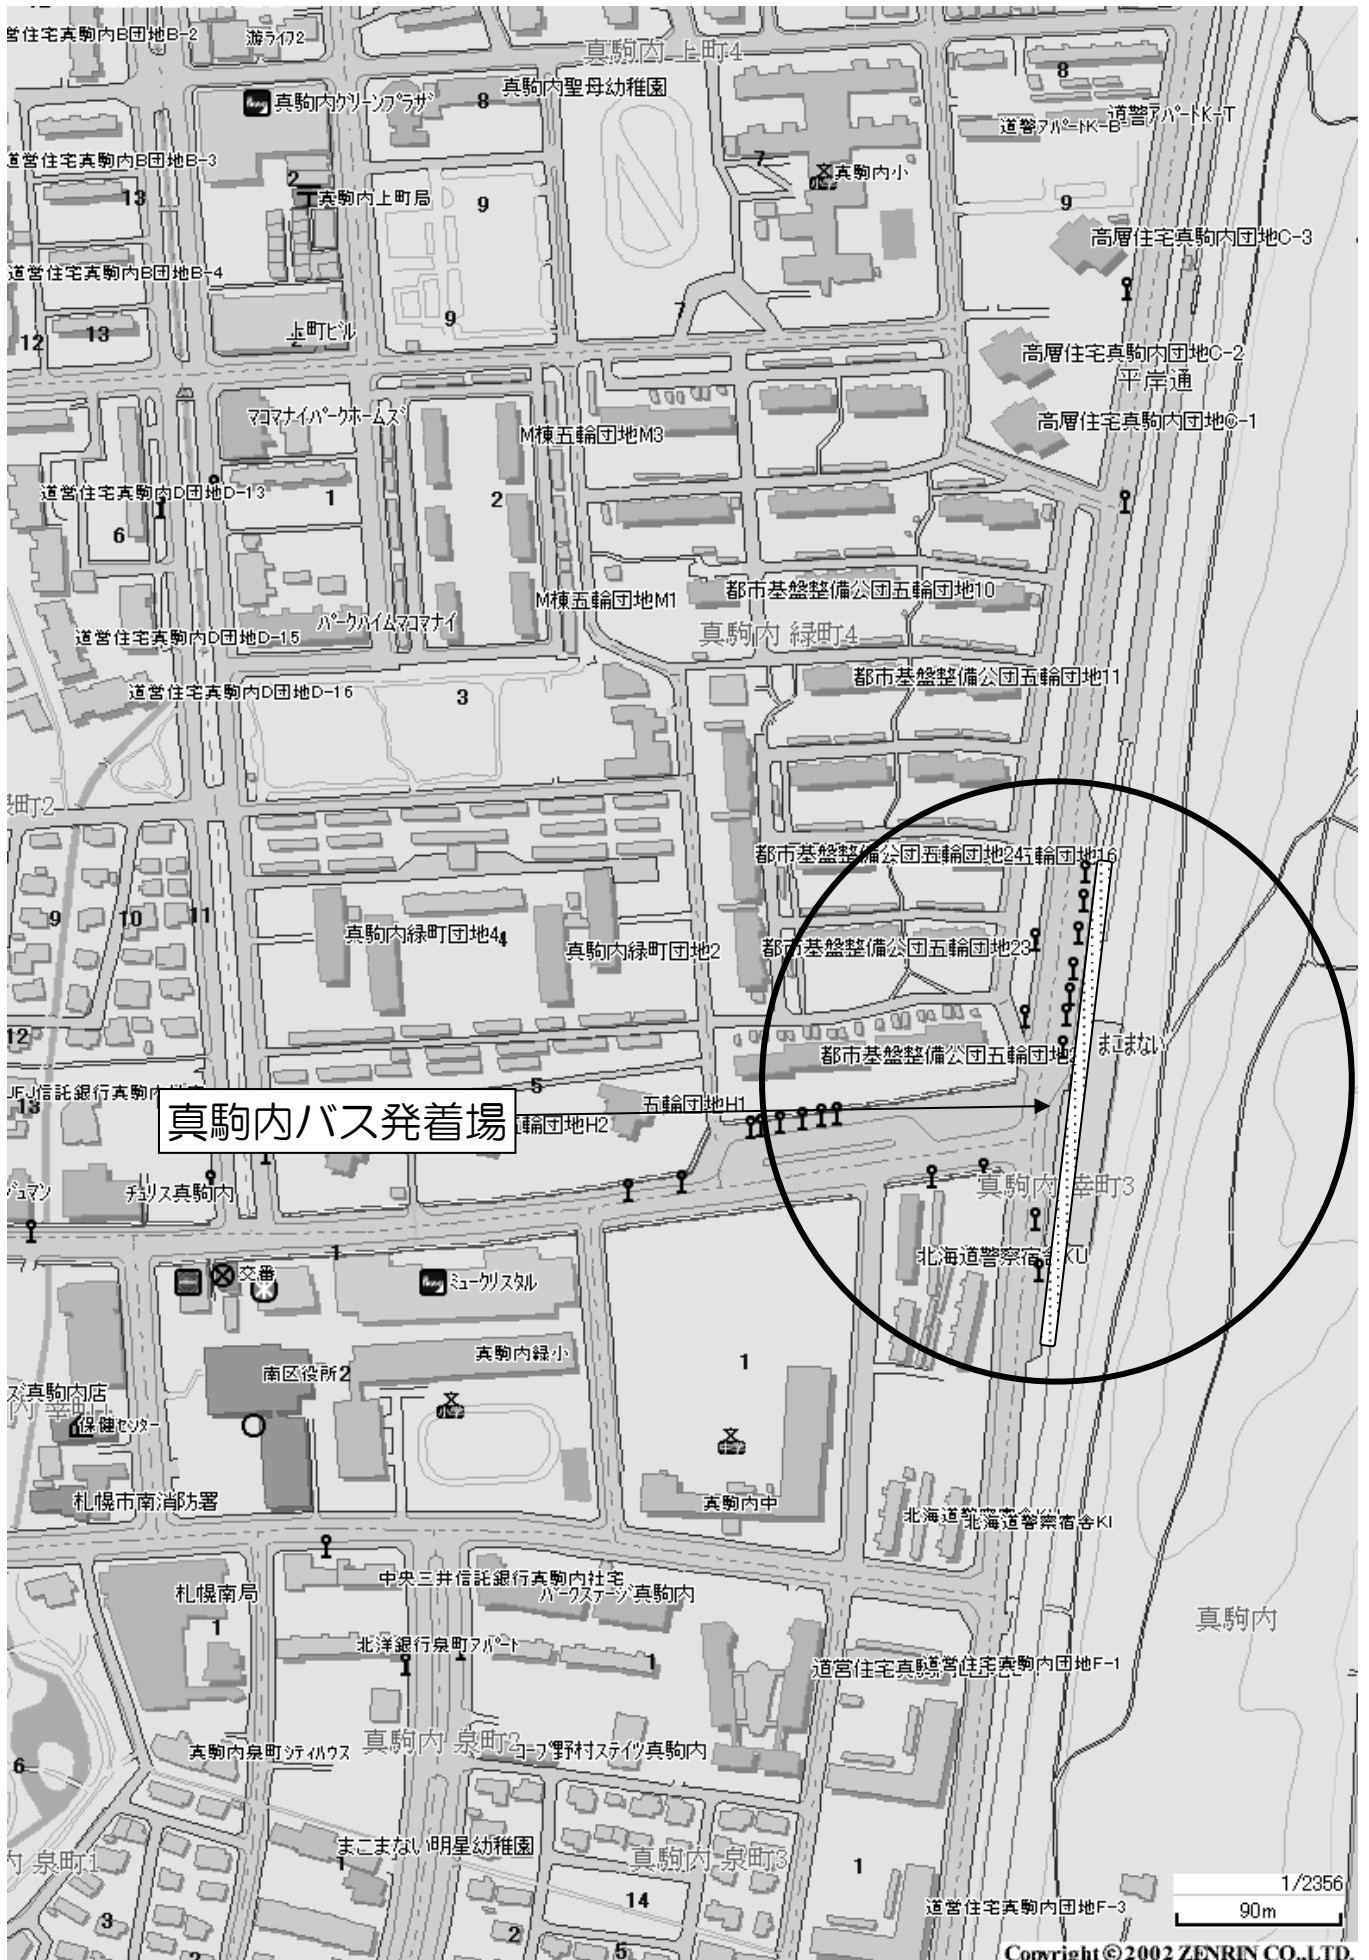 営住宅真駒内B団地B-2
游ライフ2
真駒内 上町4
8
真駒内グリーンプラザ
8
真駒内聖母幼稚園
道警アパートK-B
道警アパートK-T
道営住宅真駒内B団地B-3
13
2
真駒内上町局
9
7
真駒内小
9
高層住宅真駒内団地C-3
道営住宅真駒内B団地B-4
12
13
上町ビル
9
7
高層住宅真駒内団地C-2
平岸通
マコマナイパークホームズ
M棟五輪団地M3
高層住宅真駒内団地C-1
道営住宅真駒内D団地D-13
6
1
2
パークハイムマコマナイ
M棟五輪団地M1
都市基盤整備公団五輪団地10
道営住宅真駒内D団地D-15
真駒内 緑町4
道営住宅真駒内D団地D-16
3
都市基盤整備公団五輪団地11
緑町2
都市基盤整備公団五輪団地24
五輪団地16
9
10
11
真駒内緑町団地4
4
真駒内緑町団地2
都市基盤整備公団五輪団地23
12
都市基盤整備公団五輪団地2
まこまない
UFJ信託銀行真駒内
13
5
真駒内バス発着場
五輪団地H2
五輪団地H1
チュリス真駒内
真駒内 幸町3
1
交番
ミュークリスタル
北海道警察宿舎KU
南区役所2
真駒内緑小
小学
1
真駒内店
保健センター
中学
真駒内中
札幌市南消防署
北海道警察宿舎KI
札幌南局
1
中央三井信託銀行真駒内社宅
パークステージ真駒内
真駒内
北洋銀行泉町アパート
1
道営住宅真駒内団地F-1
真駒内 泉町2
真駒内泉町シティハウス
コープ野村ステイツ真駒内
6
まこまない明星幼稚園
内 泉町1
1
真駒内 泉町3
1
14
道営住宅真駒内団地F-3
3
2
5
1/2356
90m
Copyright © 2002 ZENRIN CO.,LTD.